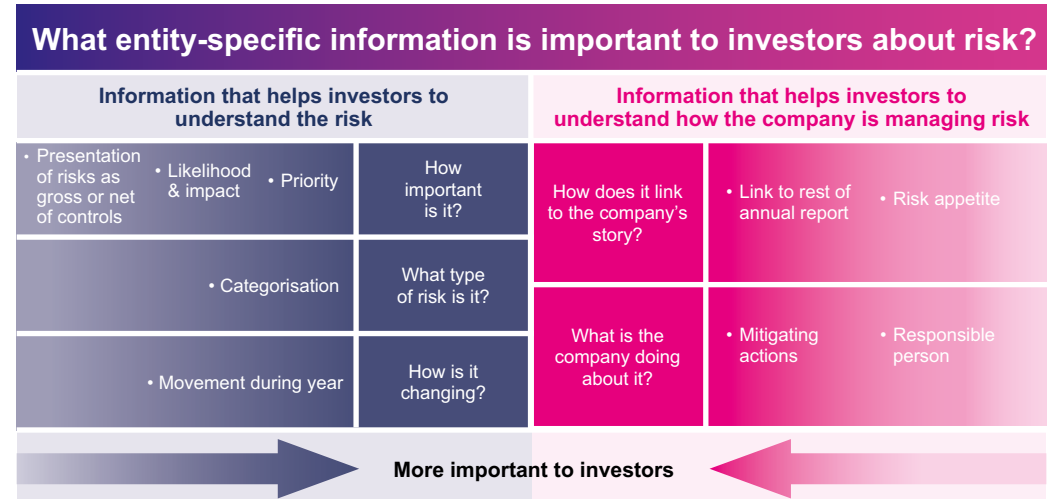 What entity-specific information is important to investors about risk?
Information that helps investors to
understand the risk
Information that helps investors to
understand how the company is managing risk
• Presentation
of risks as
gross or net
of controls
• Likelihood
& impact
• Priority
How
important
is it?
• Categorisation
What type
of risk is it?
• Movement during year
How is it
changing?
How does it link
to the company's
story?
• Link to rest of
annual report
• Risk appetite
What is the
company doing
about it?
• Mitigating
actions
• Responsible
person
More important to investors